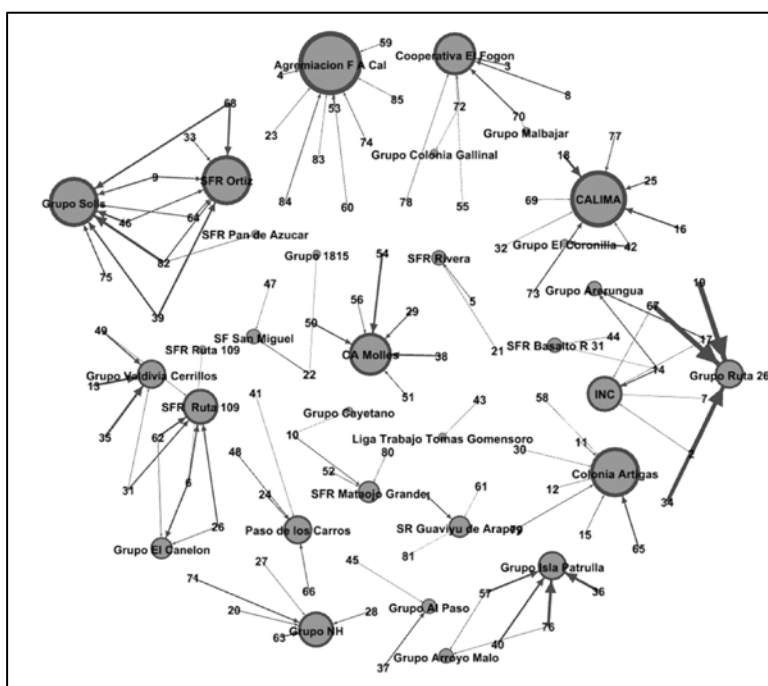 59
Agremiacion F A Cal
4
Cooperativa El Fogon
3
8
53
85
72
70
68
Grupo Malbajar
33
23
74
77
83
Grupo Colonia Gallinal
18
9
SFR Ortiz
25
Grupo Solis
84
60
78
55
69
CALIMA
64
46
16
SFR Pan de Azucar
32
Grupo El Coronilla
42
82
Grupo 1815
54
SFR Rivera
75
73
Grupo Arerungua
19
47
56
5
39
29
67
50
49
SF San Miguel
44
17
SFR Ruta 109
21
SFR Basalto R 31
CA Molles
38
14
Grupo Valdivia Cerrillos
22
Grupo Ruta 26
13
41
51
INC
7
SFR Ruta 109
Grupo Cayetano
43
58
35
62
10
Liga Trabajo Tomas Gomensoro
11
48
80
30
2
52
Colonia Artigas
6
61
12
31
24
SFR Mataojo Grande
1
34
26
Paso de los Carros
SR Guaviyu de Arapey
79
15
Grupo El Canelon
81
65
27
45
71
66
Grupo Isla Patrulla
57
36
20
28
Grupo Al Paso
63
Grupo NH
76
40
37
Grupo Arroyo Malo